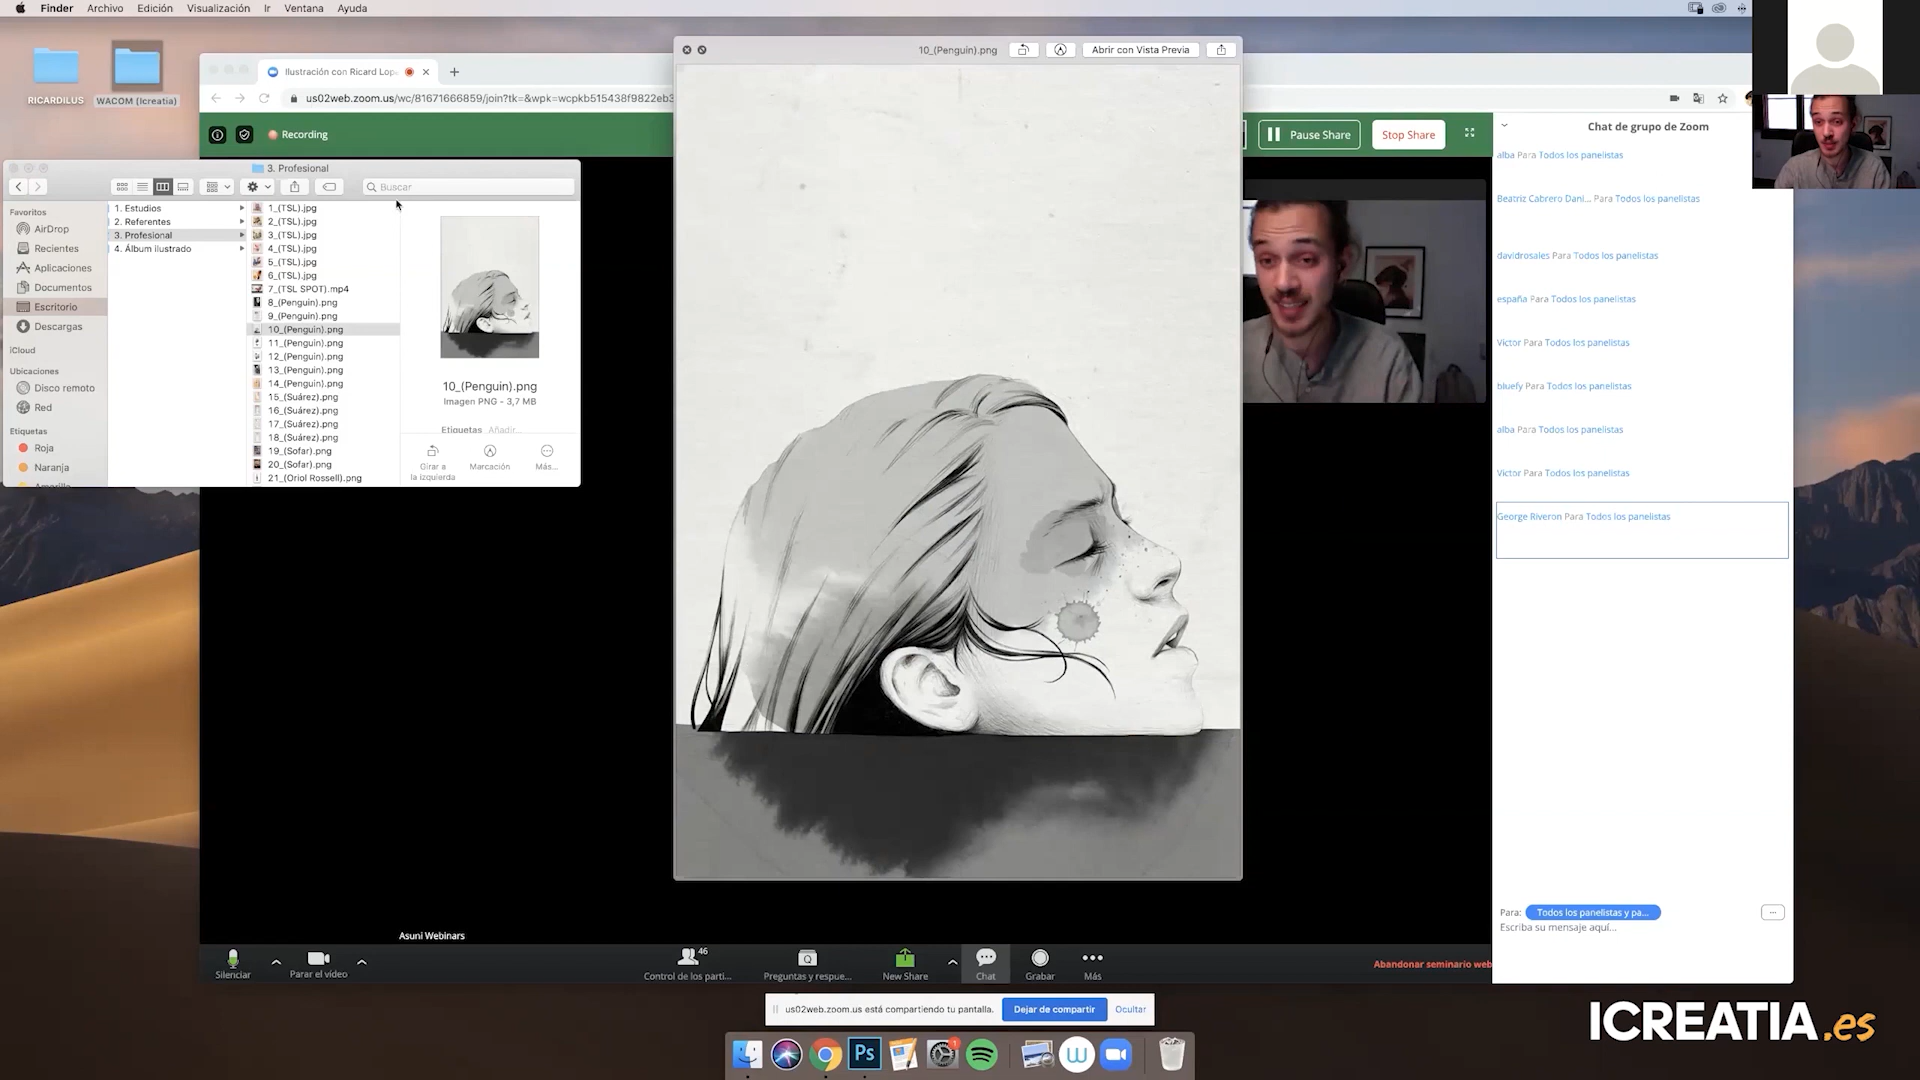 Finder Archivo Edición Visualización Ir Ventana Ayuda
RICARDILUS
WACOM (Icreatia)
Ilustración con Ricard Lope
us02web.zoom.us/wc/81671666859/join?tk=&wpk=wcpkb515438f9822eb3
Recording
10_(Penguin).png
Abrir con Vista Previa
Pause Share
Stop Share
3. Profesional
Buscar
Favoritos
AirDrop
Recientes
Aplicaciones
Documentos
Escritorio
Descargas
iCloud
Ubicaciones
Disco remoto
Red
Etiquetas
Roja
Naranja
Amarilla
1. Estudios
2. Referentes
3. Profesional
4. Álbum ilustrado
1_(TSL).jpg
2_(TSL).jpg
3_(TSL).jpg
4_(TSL).jpg
5_(TSL).jpg
6_(TSL).jpg
7_(TSL SPOT).mp4
8_(Penguin).png
9_(Penguin).png
10_(Penguin).png
11_(Penguin).png
12_(Penguin).png
13_(Penguin).png
14_(Penguin).png
15_(Suárez).png
16_(Suárez).png
17_(Suárez).png
18_(Suárez).png
19_(Sofar).png
20_(Sofar).png
21_(Oriol Rossell).png
10_(Penguin).png
Imagen PNG - 3,7 MB
Etiquetas Añadir...
Girar a la izquierda
Marcación
Más...
Chat de grupo de Zoom
alba Para Todos los panelistas
Beatriz Cabrero Dani... Para Todos los panelistas
davidrosales Para Todos los panelistas
españa Para Todos los panelistas
Victor Para Todos los panelistas
bluefy Para Todos los panelistas
alba Para Todos los panelistas
Victor Para Todos los panelistas
George Riveron Para Todos los panelistas
Para: Todos los panelistas y pa...
Escriba su mensaje aquí...
Asuni Webinars
Silenciar
Parar el vídeo
46
Control de los parti...
Preguntas y respue...
New Share
Chat
Grabar
Más
Abandonar seminario web
us02web.zoom.us está compartiendo tu pantalla.
Dejar de compartir
Ocultar
Ps
1
ICREATIA.es